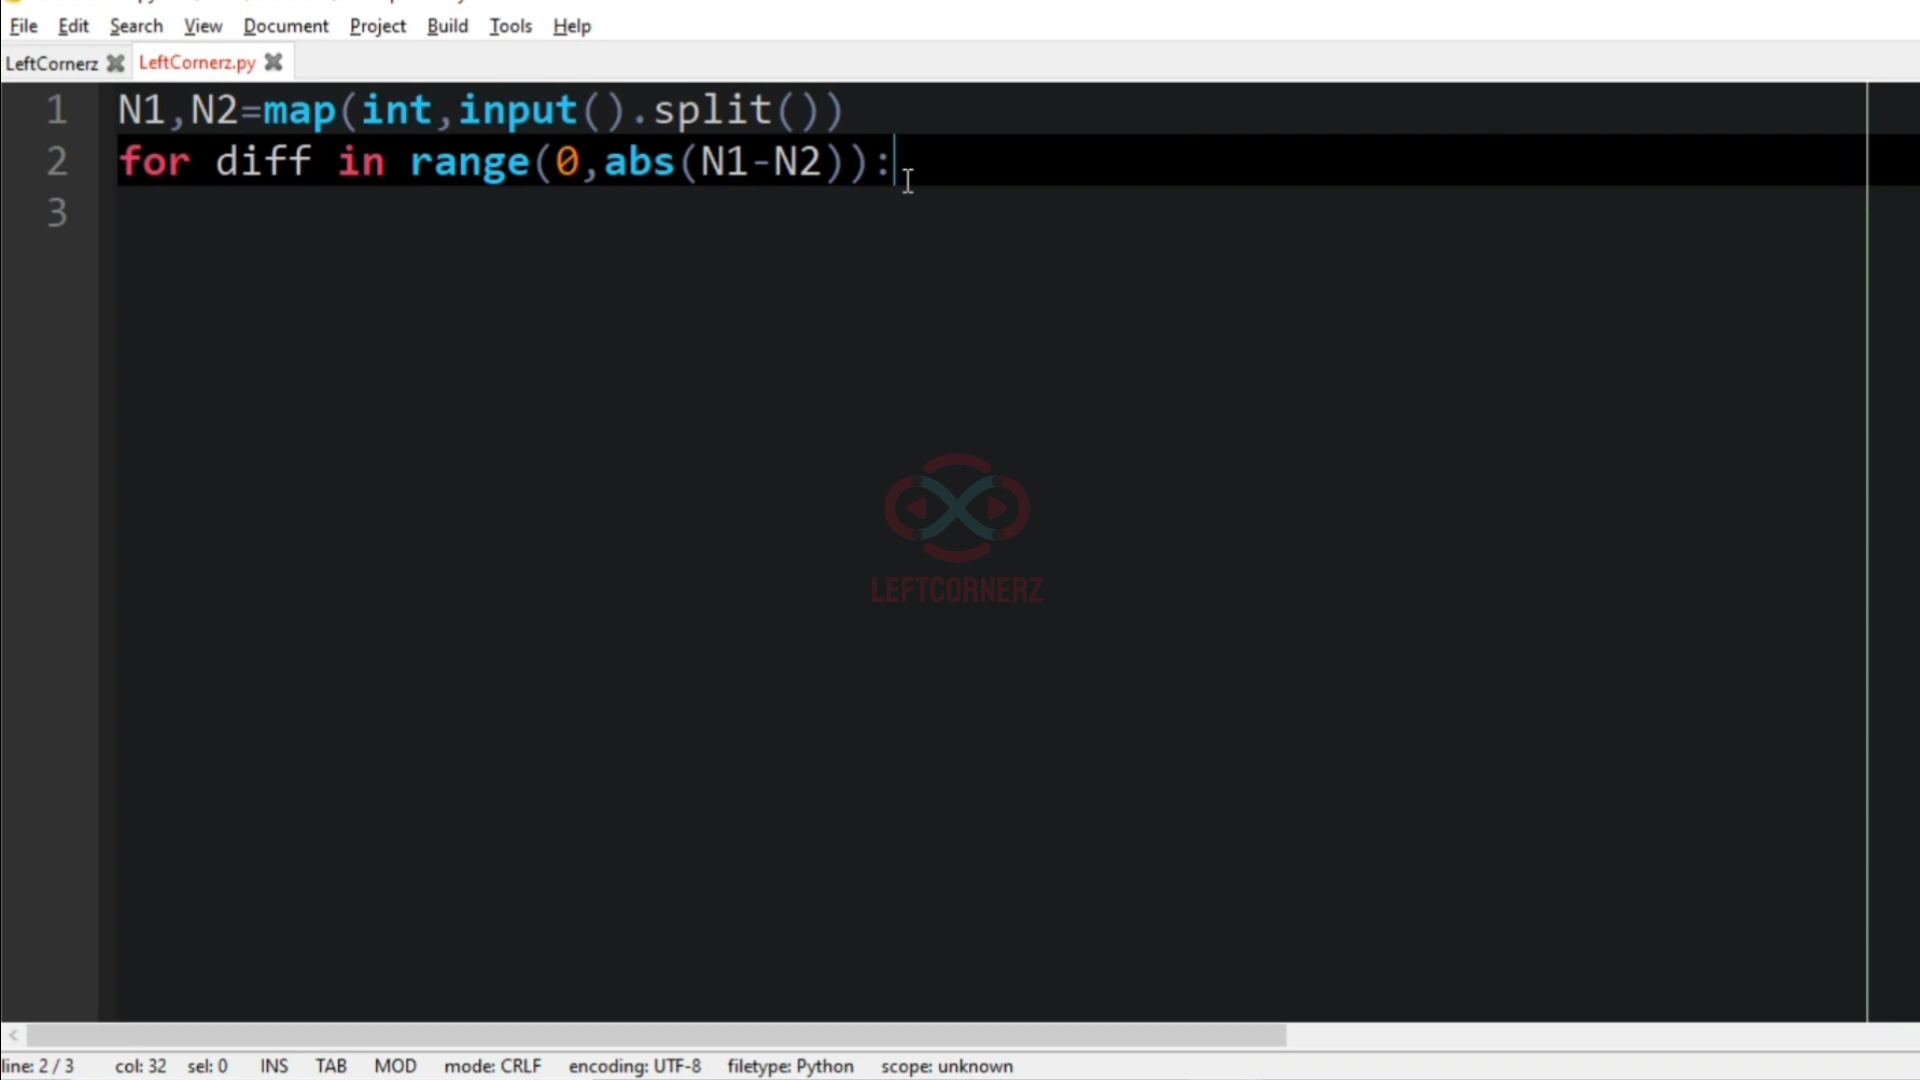 File Edit Search View Document Project Build Tools Help
LeftCornerz LeftCornerz.py
1 N1,N2=map(int,input().split())
2 for diff in range(0,abs(N1-N2)):
3
LEFTCORNERZ
line: 2 / 3 col: 32 sel: 0 INS TAB MOD mode: CRLF encoding: UTF-8 filetype: Python scope: unknown